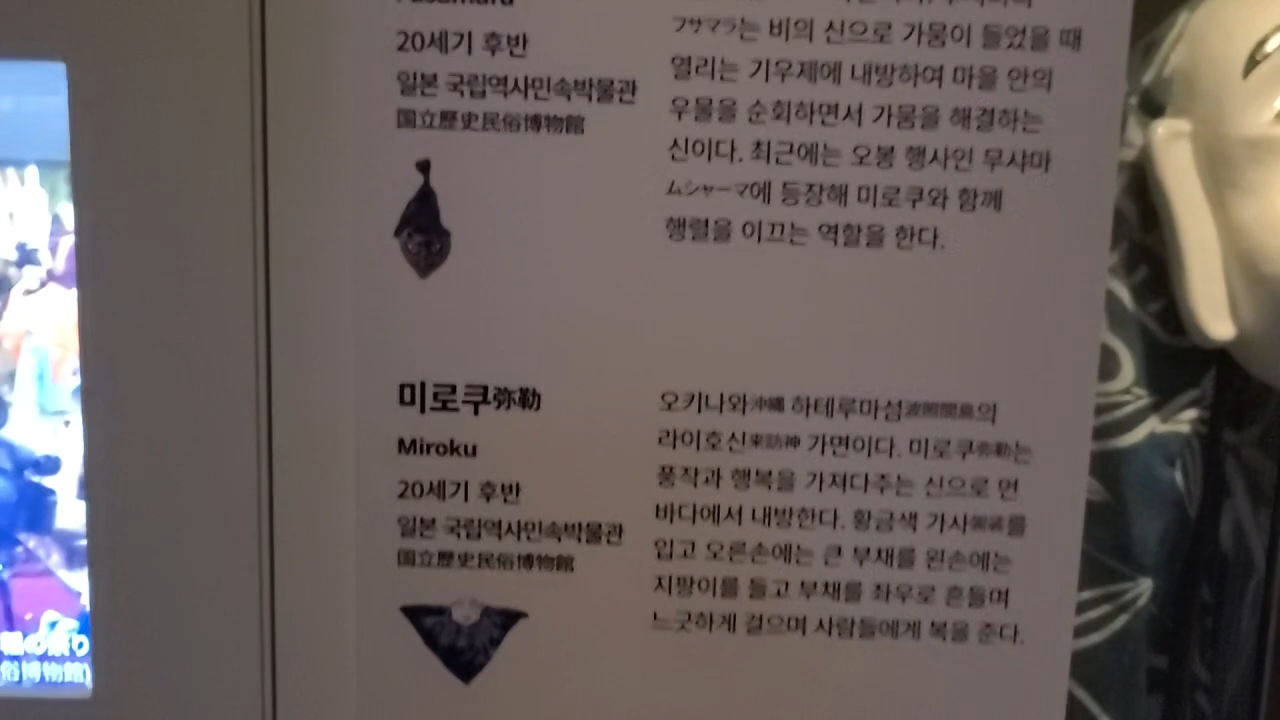 20세기 후반
일본 국립역사민속박물관
国立歴史民俗博物館
フサマラ는 비의 신으로 가뭄이 들었을 때
열리는 기우제에 내방하여 마을 안의
우물을 순회하면서 가뭄을 해결하는
신이다. 최근에는 오봉 행사인 무샤마
ムシャーマ에 등장해 미로쿠와 함께
행렬을 이끄는 역할을 한다.
미로쿠弥勒
Miroku
20세기 후반
일본 국립역사민속박물관
国立歴史民俗博物館
오키나와沖縄 하테루마섬波照間島의
라이호신来訪神 가면이다. 미로쿠弥勒는
풍작과 행복을 가져다주는 신으로 먼
바다에서 내방한다. 황금색 가사袈裟를
입고 오른손에는 큰 부채를 왼손에는
지팡이를 들고 부채를 좌우로 흔들며
느긋하게 걸으며 사람들에게 복을 준다.
俗博物館)